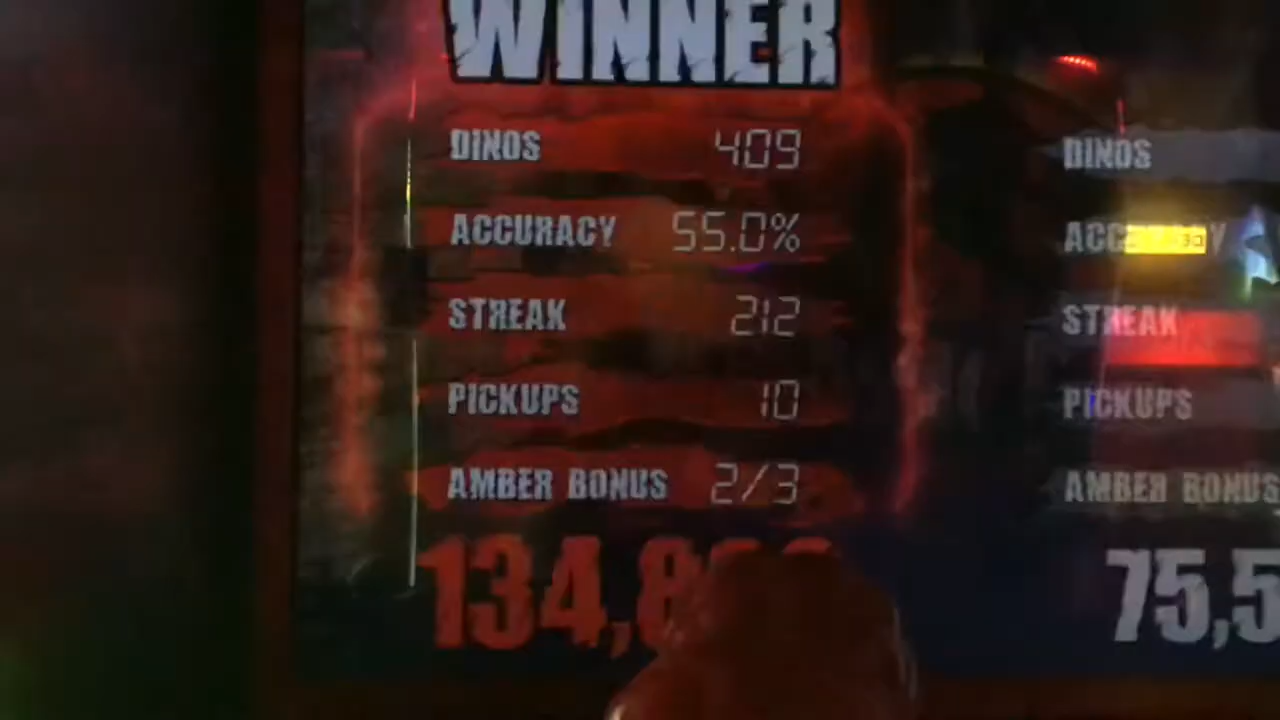 WINNER
DINOS 409
ACCURACY 55.0%
STREAK 212
PICKUPS 10
AMBER BONUS 2/3
134,8
DINOS
ACCURACY
STREAK
PICKUPS
AMBER BONUS
75,5